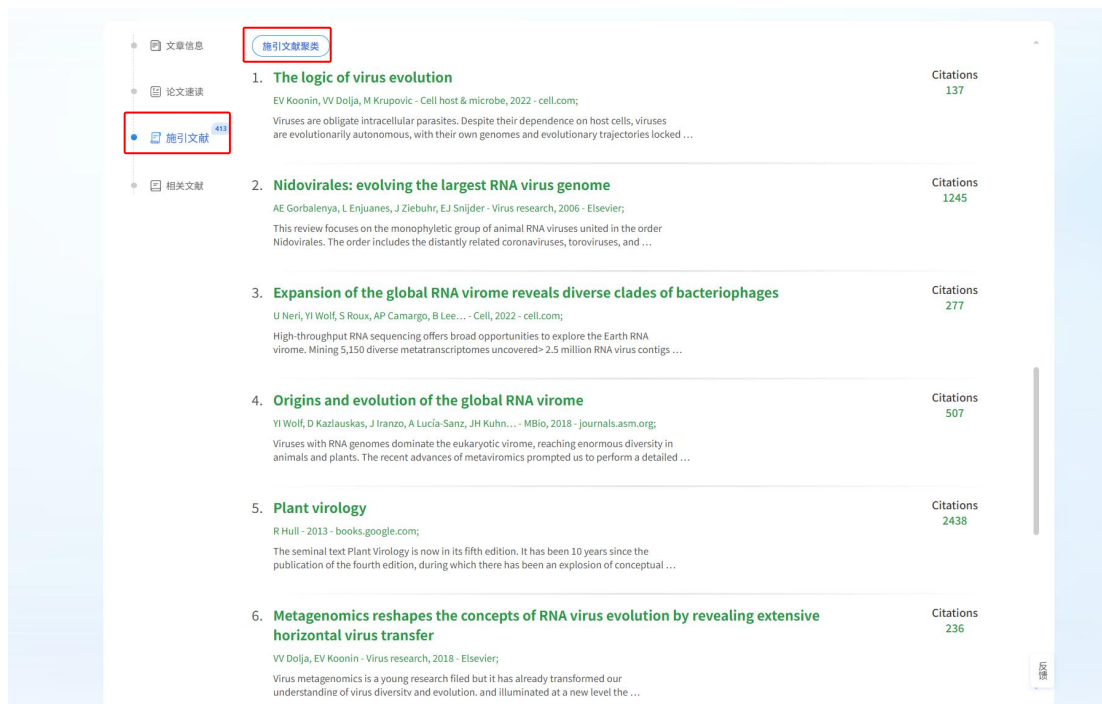 文章信息
论文速读
施引文献 413
相关文献
施引文献聚类
1. The logic of virus evolution
Citations
137
EV Koonin, VV Dolja, M Krupovic - Cell host & microbe, 2022 - cell.com;
Viruses are obligate intracellular parasites. Despite their dependence on host cells, viruses
are evolutionarily autonomous, with their own genomes and evolutionary trajectories locked …
2. Nidovirales: evolving the largest RNA virus genome
Citations
1245
AE Gorbalenya, L Enjuanes, J Ziebuhr, EJ Snijder - Virus research, 2006 - Elsevier;
This review focuses on the monophyletic group of animal RNA viruses united in the order
Nidovirales. The order includes the distantly related coronaviruses, toroviruses, and …
3. Expansion of the global RNA virome reveals diverse clades of bacteriophages
Citations
277
U Neri, YI Wolf, S Roux, AP Camargo, B Lee… - Cell, 2022 - cell.com;
High-throughput RNA sequencing offers broad opportunities to explore the Earth RNA
virome. Mining 5,150 diverse metatranscriptomes uncovered> 2.5 million RNA virus contigs …
4. Origins and evolution of the global RNA virome
Citations
507
YI Wolf, D Kazlauskas, J Iranzo, A Lucía-Sanz, JH Kuhn… - MBio, 2018 - journals.asm.org;
Viruses with RNA genomes dominate the eukaryotic virome, reaching enormous diversity in
animals and plants. The recent advances of metaviromics prompted us to perform a detailed …
5. Plant virology
Citations
2438
R Hull - 2013 - books.google.com;
The seminal text Plant Virology is now in its fifth edition. It has been 10 years since the
publication of the fourth edition, during which there has been an explosion of conceptual …
6. Metagenomics reshapes the concepts of RNA virus evolution by revealing extensive
horizontal virus transfer
Citations
236
VV Dolja, EV Koonin - Virus research, 2018 - Elsevier;
Virus metagenomics is a young research filed but it has already transformed our
understanding of virus diversity and evolution. and illuminated at a new level the …
反馈